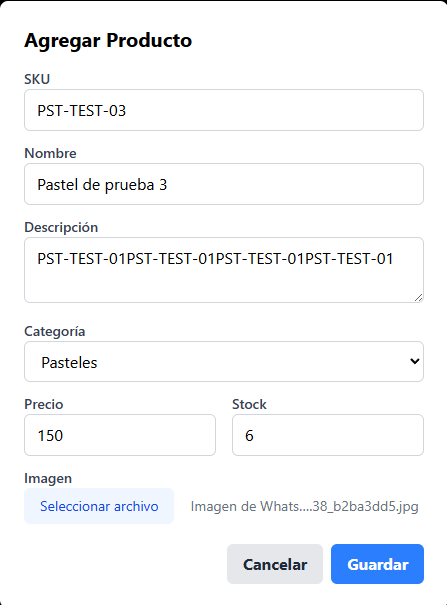 Agregar Producto
SKU
PST-TEST-03
Nombre
Pastel de prueba 3
Descripción
PST-TEST-01PST-TEST-01PST-TEST-01PST-TEST-01
Categoría
Pasteles
Precio Stock
150 6
Imagen
Seleccionar archivo Imagen de Whats....38_b2ba3dd5.jpg
Cancelar Guardar